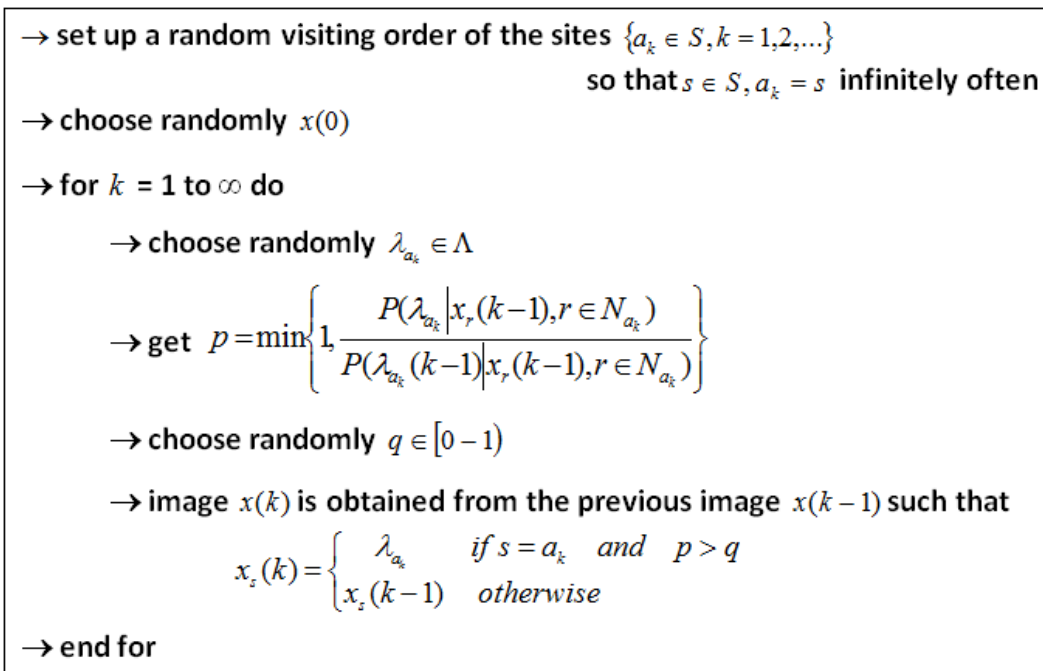 → set up a random visiting order of the sites {a_k ∈ S, k = 1,2,...}
so that s ∈ S, a_k = s infinitely often
→ choose randomly x(0)
→ for k = 1 to ∞ do
→ choose randomly λ_{a_k} ∈ Λ
→ get p = min{1, P(λ_{a_k}|x_r(k−1), r ∈ N_{a_k}) / P(λ_{a_k}(k−1)|x_r(k−1), r ∈ N_{a_k})}
→ choose randomly q ∈ [0 − 1)
→ image x(k) is obtained from the previous image x(k − 1) such that
x_s(k) = { λ_{a_k} if s = a_k and p > q
x_s(k−1) otherwise
→ end for